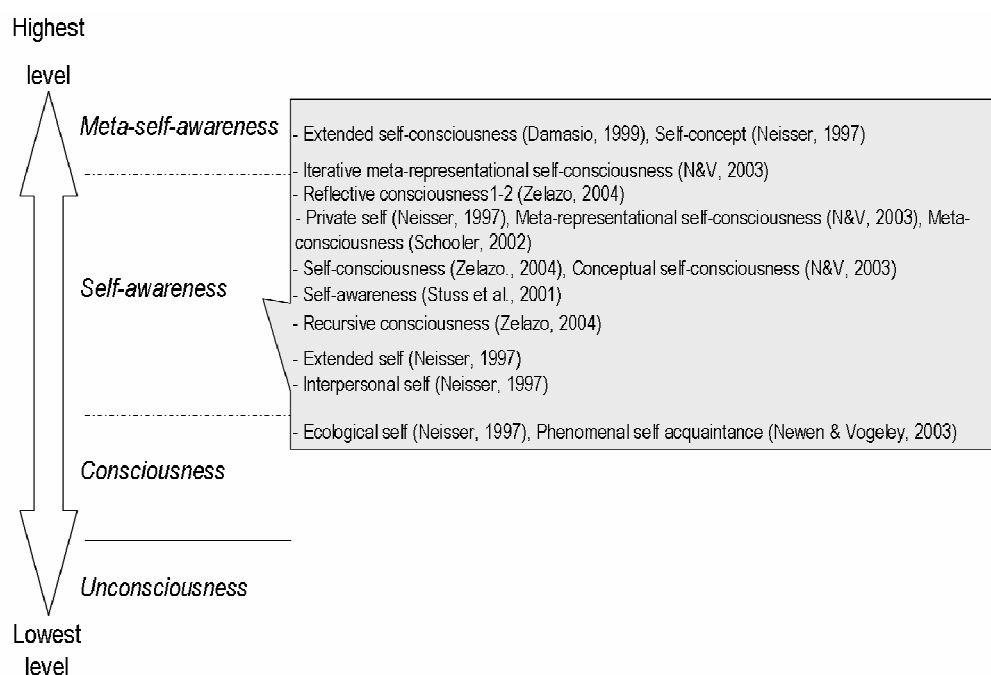 Highest
level
Meta-self-awareness
- Extended self-consciousness (Damasio, 1999), Self-concept (Neisser, 1997)
- Iterative meta-representational self-consciousness (N&V, 2003)
- Reflective consciousness1-2 (Zelazo, 2004)
- Private self (Neisser, 1997), Meta-representational self-consciousness (N&V, 2003), Meta-
consciousness (Schooler, 2002)
- Self-consciousness (Zelazo., 2004), Conceptual self-consciousness (N&V, 2003)
Self-awareness
- Self-awareness (Stuss et al., 2001)
- Recursive consciousness (Zelazo, 2004)
- Extended self (Neisser, 1997)
- Interpersonal self (Neisser, 1997)
- Ecological self (Neisser, 1997), Phenomenal self acquaintance (Newen & Vogeley, 2003)
Consciousness
Unconsciousness
Lowest
level